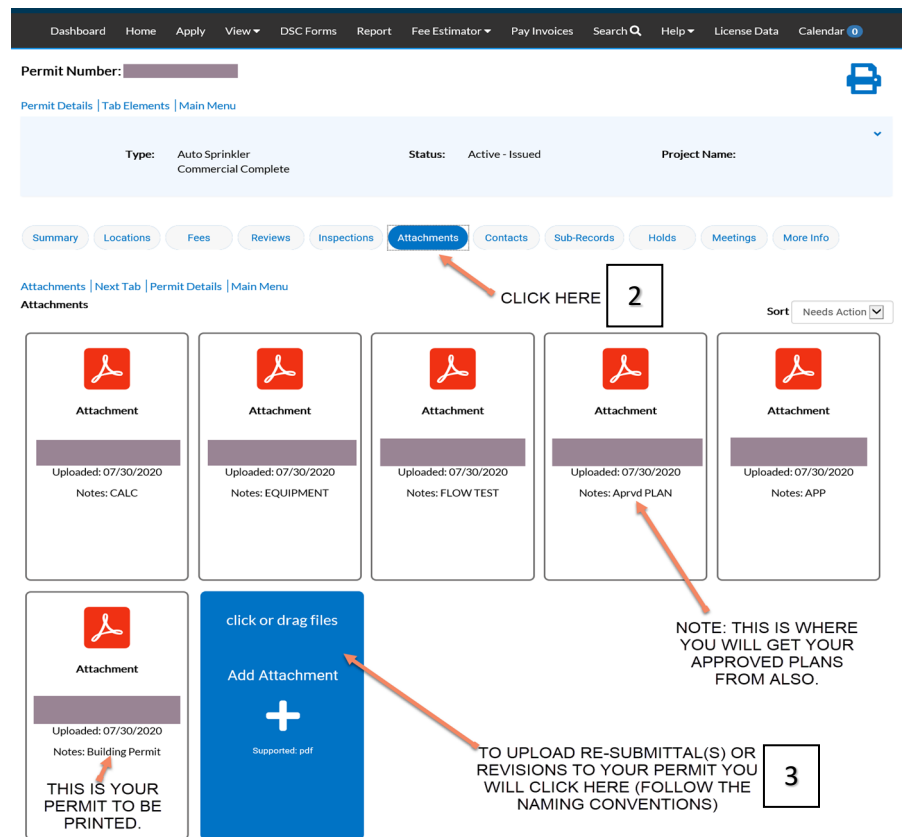 Dashboard Home Apply View DSC Forms Report Fee Estimator Pay Invoices Search Help License Data Calendar 0
Permit Number:
Permit Details | Tab Elements | Main Menu
Type: Auto Sprinkler Status: Active - Issued Project Name:
Commercial Complete
Summary Locations Fees Reviews Inspections Attachments Contacts Sub-Records Holds Meetings More Info
CLICK HERE 2
Attachments | Next Tab | Permit Details | Main Menu
Attachments
Sort Needs Action
Attachment Attachment Attachment Attachment Attachment
Uploaded: 07/30/2020 Uploaded: 07/30/2020 Uploaded: 07/30/2020 Uploaded: 07/30/2020 Uploaded: 07/30/2020
Notes: CALC Notes: EQUIPMENT Notes: FLOW TEST Notes: Aprvd PLAN Notes: APP
NOTE: THIS IS WHERE
YOU WILL GET YOUR
APPROVED PLANS
FROM ALSO.
Attachment
Uploaded: 07/30/2020
Notes: Building Permit
THIS IS YOUR
PERMIT TO BE
PRINTED.
click or drag files
Add Attachment
Supported: pdf
TO UPLOAD RE-SUBMITTAL(S) OR
REVISIONS TO YOUR PERMIT YOU
WILL CLICK HERE (FOLLOW THE
NAMING CONVENTIONS)
3